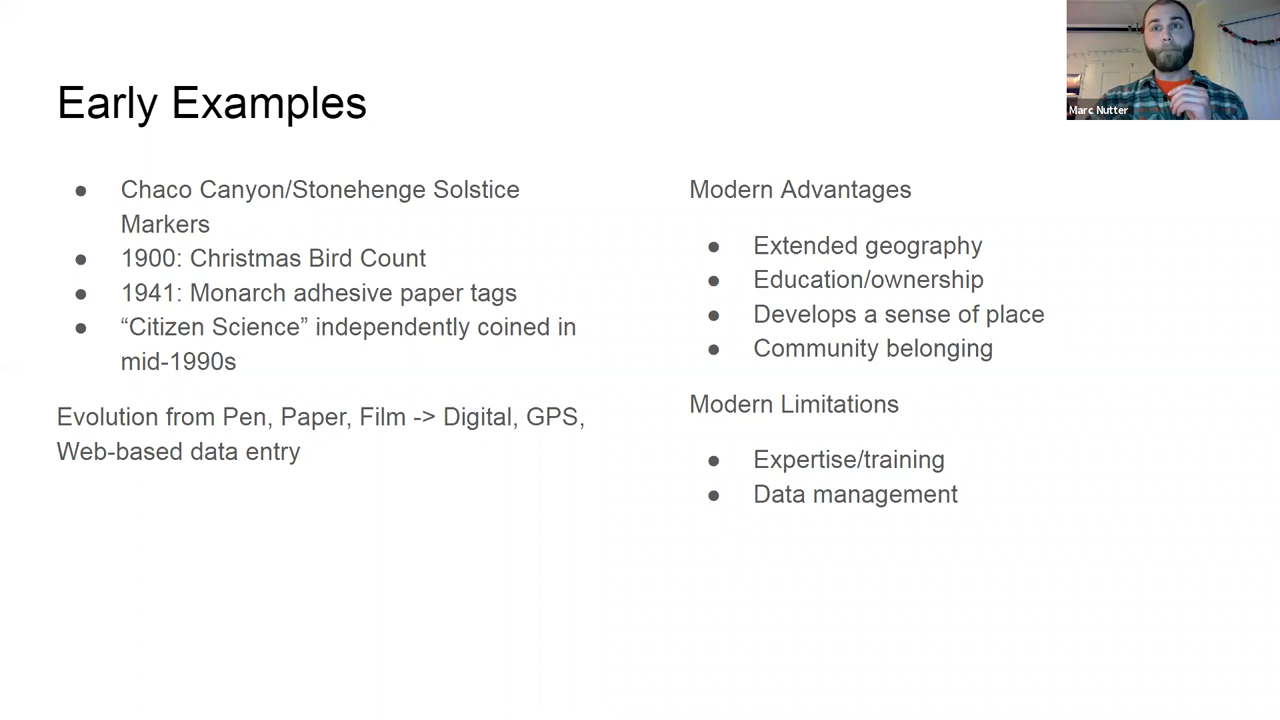 Early Examples
● Chaco Canyon/Stonehenge Solstice
Markers
● 1900: Christmas Bird Count
● 1941: Monarch adhesive paper tags
● “Citizen Science” independently coined in
mid-1990s
Evolution from Pen, Paper, Film -> Digital, GPS,
Web-based data entry
Modern Advantages
● Extended geography
● Education/ownership
● Develops a sense of place
● Community belonging
Modern Limitations
● Expertise/training
● Data management
Marc Nutter